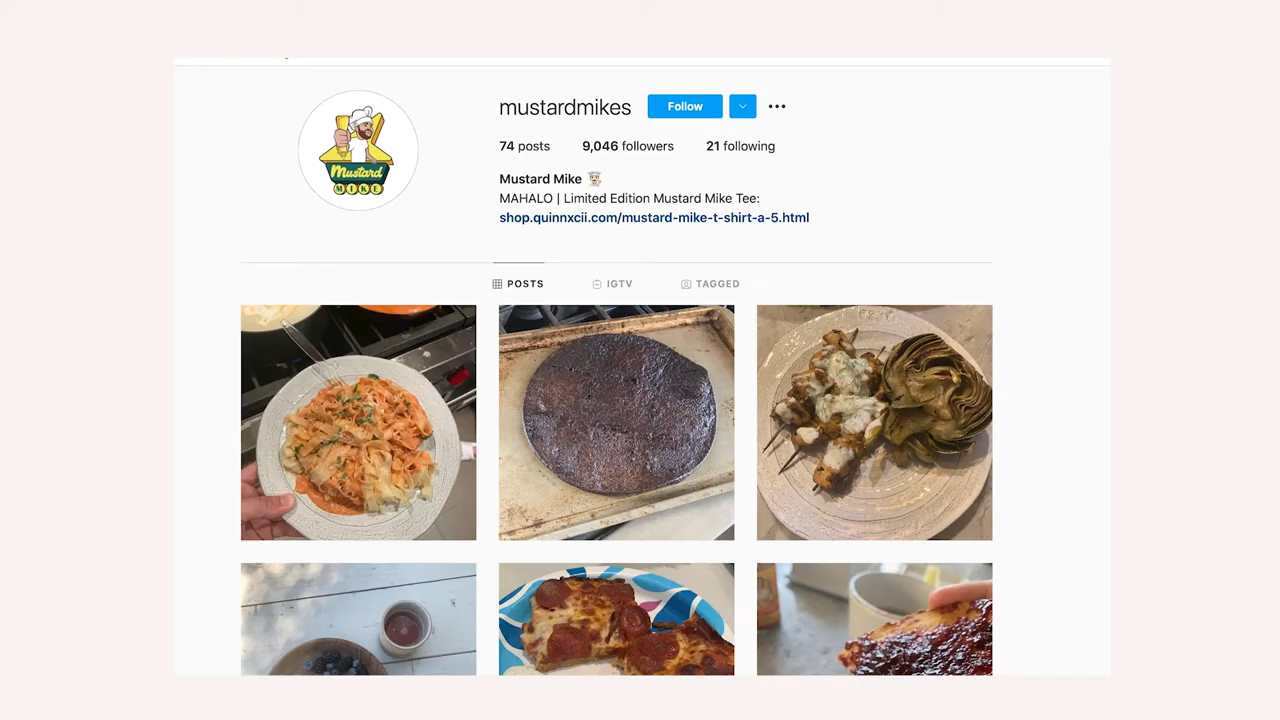 mustardmikes Follow
74 posts 9,046 followers 21 following
Mustard Mike
MAHALO | Limited Edition Mustard Mike Tee:
shop.quinnxcii.com/mustard-mike-t-shirt-a-5.html
Mustard
MIKE
POSTS IGTV TAGGED